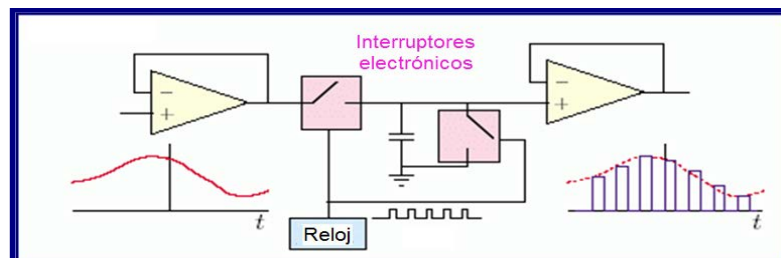 Interruptores
electrónicos
−
+
−
+
t
Reloj
t